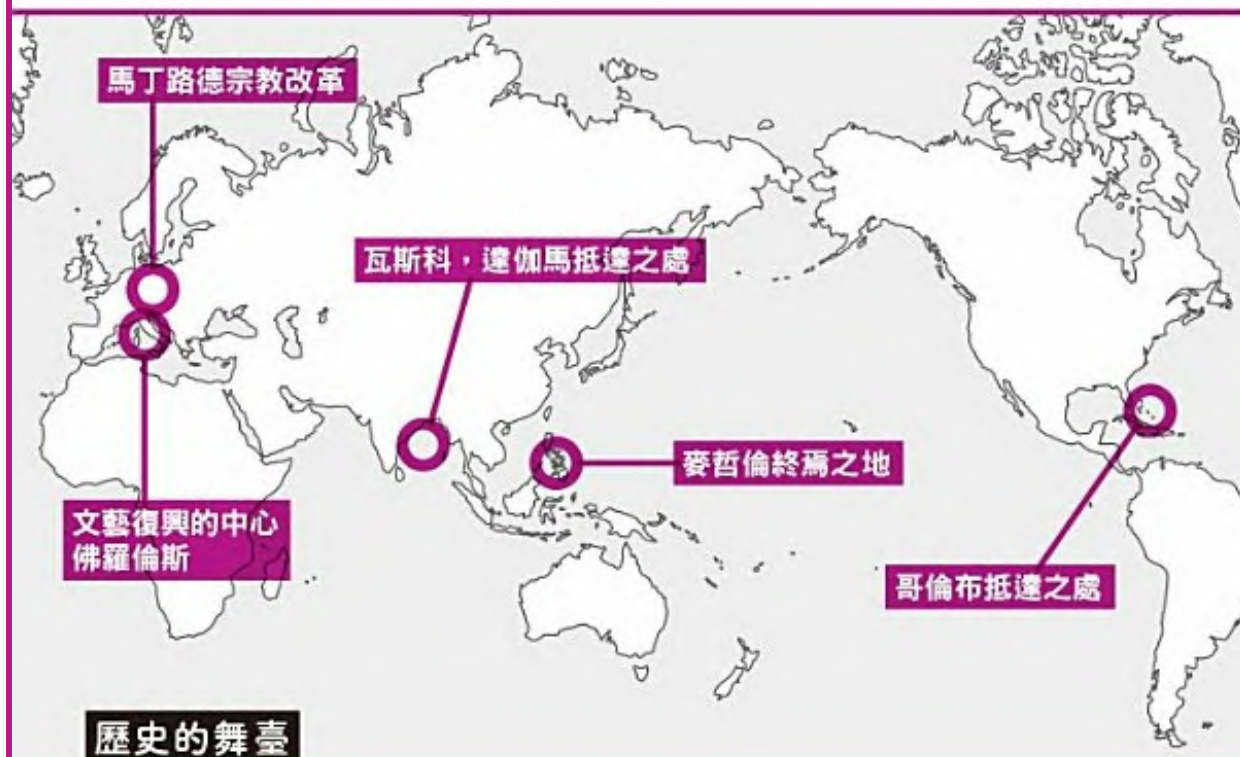 馬丁路德宗教改革
瓦斯科，達伽馬抵達之處
麥哲倫終焉之地
文藝復興的中心
佛羅倫斯
哥倫布抵達之處
歷史的舞臺